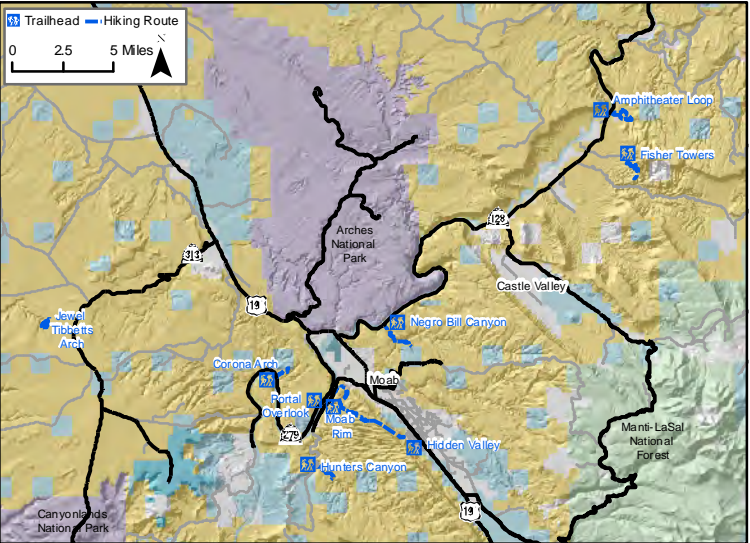 Trailhead Hiking Route
N
0 2.5 5 Miles
Amphitheater Loop
Fisher Towers
128
Arches
National
Park
313
Castle Valley
19
Jewel
Tibbetts
Arch
Negro Bill Canyon
Corona Arch
Moab
Portal
Overlook
Moab
Rim
279
Hidden Valley
Manti-LaSal
National
Forest
Hunters Canyon
19
Canyonlands
National Park